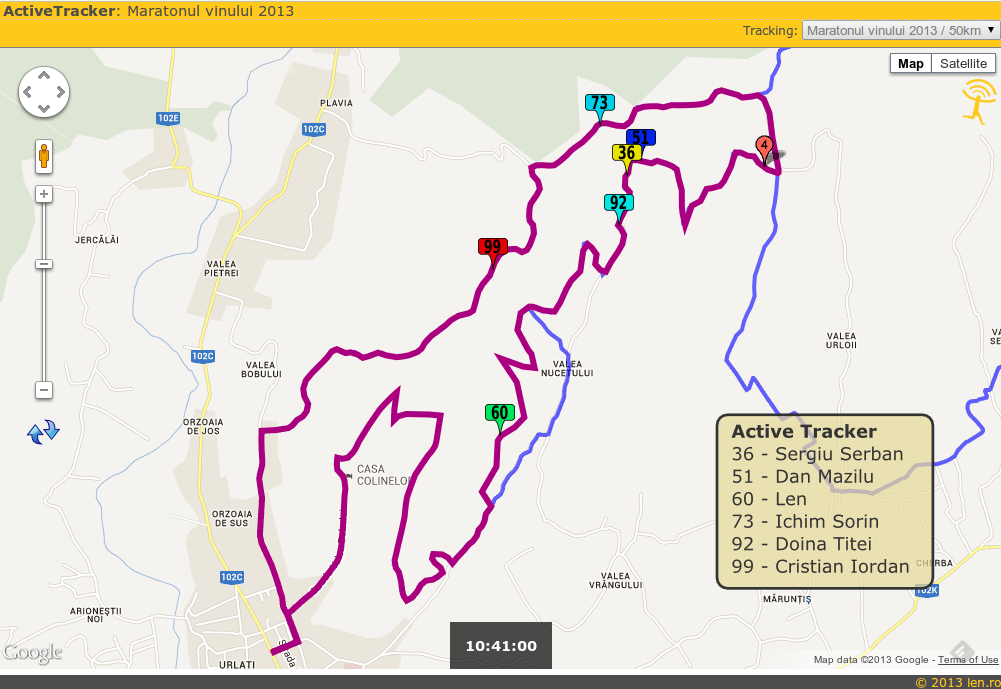 ActiveTracker: Maratonul vinului 2013
Tracking: Maratonul vinului 2013 / 50km
Map Satellite
PLAVIA
102E
102C
73
51
36
4
92
JERCĂLĂI
99
VALEA
PIETREI
VALEA
URLOII
102C
VALEA
BOBULUI
VALEA
NUCETULUI
60
ORZOAIA
DE JOS
CASA
COLINELOR
Active Tracker
36 - Sergiu Serban
51 - Dan Mazilu
60 - Len
73 - Ichim Sorin
92 - Doina Titei
99 - Cristian Iordan
ORZOAIA
DE SUS
102C
VALEA
VRÂNGULUI
CHERBA
102K
MĂRUNȚIȘ
ARIONEȘTII
NOI
10:41:00
Strada
URLATI
Google
Map data ©2013 Google - Terms of Use
© 2013 len.ro